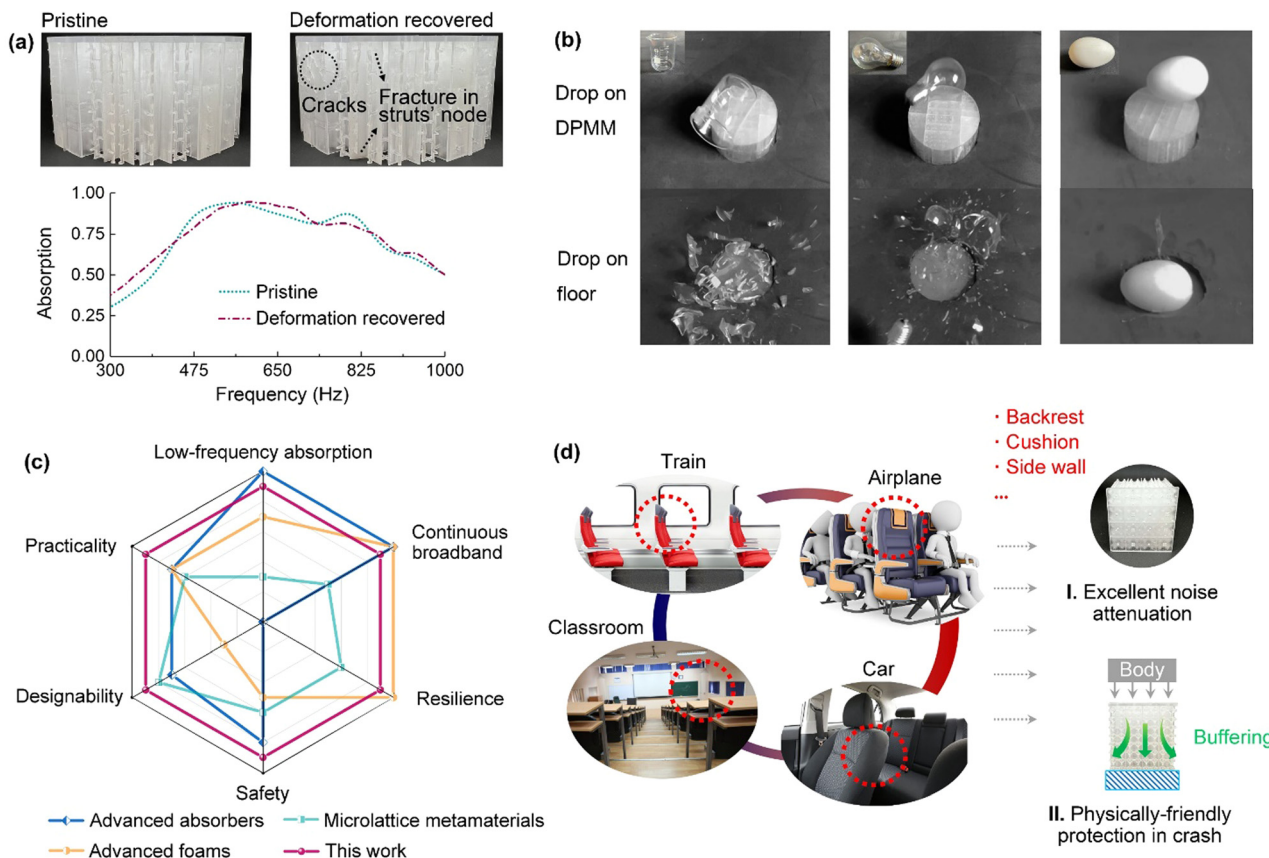 (a)
Pristine
Deformation recovered
Cracks
Fracture in
struts' node
1.00
0.75
0.50
0.25
0.00
Absorption
Pristine
Deformation recovered
300
475
650
825
1000
Frequency (Hz)
(b)
Drop on
DPMM
Drop on
floor
(c)
Low-frequency absorption
Continuous
broadband
Practicality
Designability
Resilience
Safety
Advanced absorbers
Microlattice metamaterials
Advanced foams
This work
(d)
Train
Airplane
Classroom
Car
· Backrest
· Cushion
· Side wall
...
I. Excellent noise
attenuation
Body
Buffering
II. Physically-friendly
protection in crash